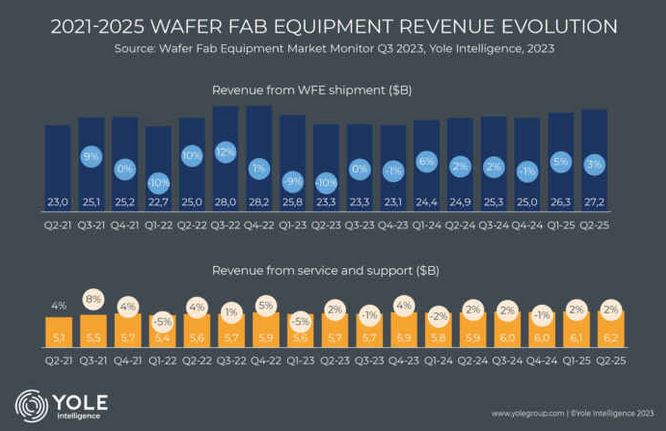 2021-2025 WAFER FAB EQUIPMENT REVENUE EVOLUTION
Source: Wafer Fab Equipment Market Monitor Q3 2023, Yole Intelligence, 2023
Revenue from WFE shipment ($B)
9% 0% -10% 10% 12% 1% -9% -10% 0% -1% 6% 2% 2% -1% 5% 3%
23,0 25,1 25,2 22,7 25,0 28,0 28,2 25,8 23,3 23,3 23,1 24,4 24,9 25,3 25,0 26,3 27,2
Q2-21 Q3-21 Q4-21 Q1-22 Q2-22 Q3-22 Q4-22 Q1-23 Q2-23 Q3-23 Q4-23 Q1-24 Q2-24 Q3-24 Q4-24 Q1-25 Q2-25
Revenue from service and support ($B)
4% 8% 4% -5% 4% 1% 5% -5% 2% -1% 4% -2% 2% 2% -1% 2% 2%
5,1 5,5 5,7 5,4 5,6 5,7 5,9 5,6 5,7 5,7 5,9 5,8 5,9 6,0 6,0 6,1 6,2
Q2-21 Q3-21 Q4-21 Q1-22 Q2-22 Q3-22 Q4-22 Q1-23 Q2-23 Q3-23 Q4-23 Q1-24 Q2-24 Q3-24 Q4-24 Q1-25 Q2-25
YOLE
Intelligence
www.yolegroup.com | ©Yole Intelligence 2023